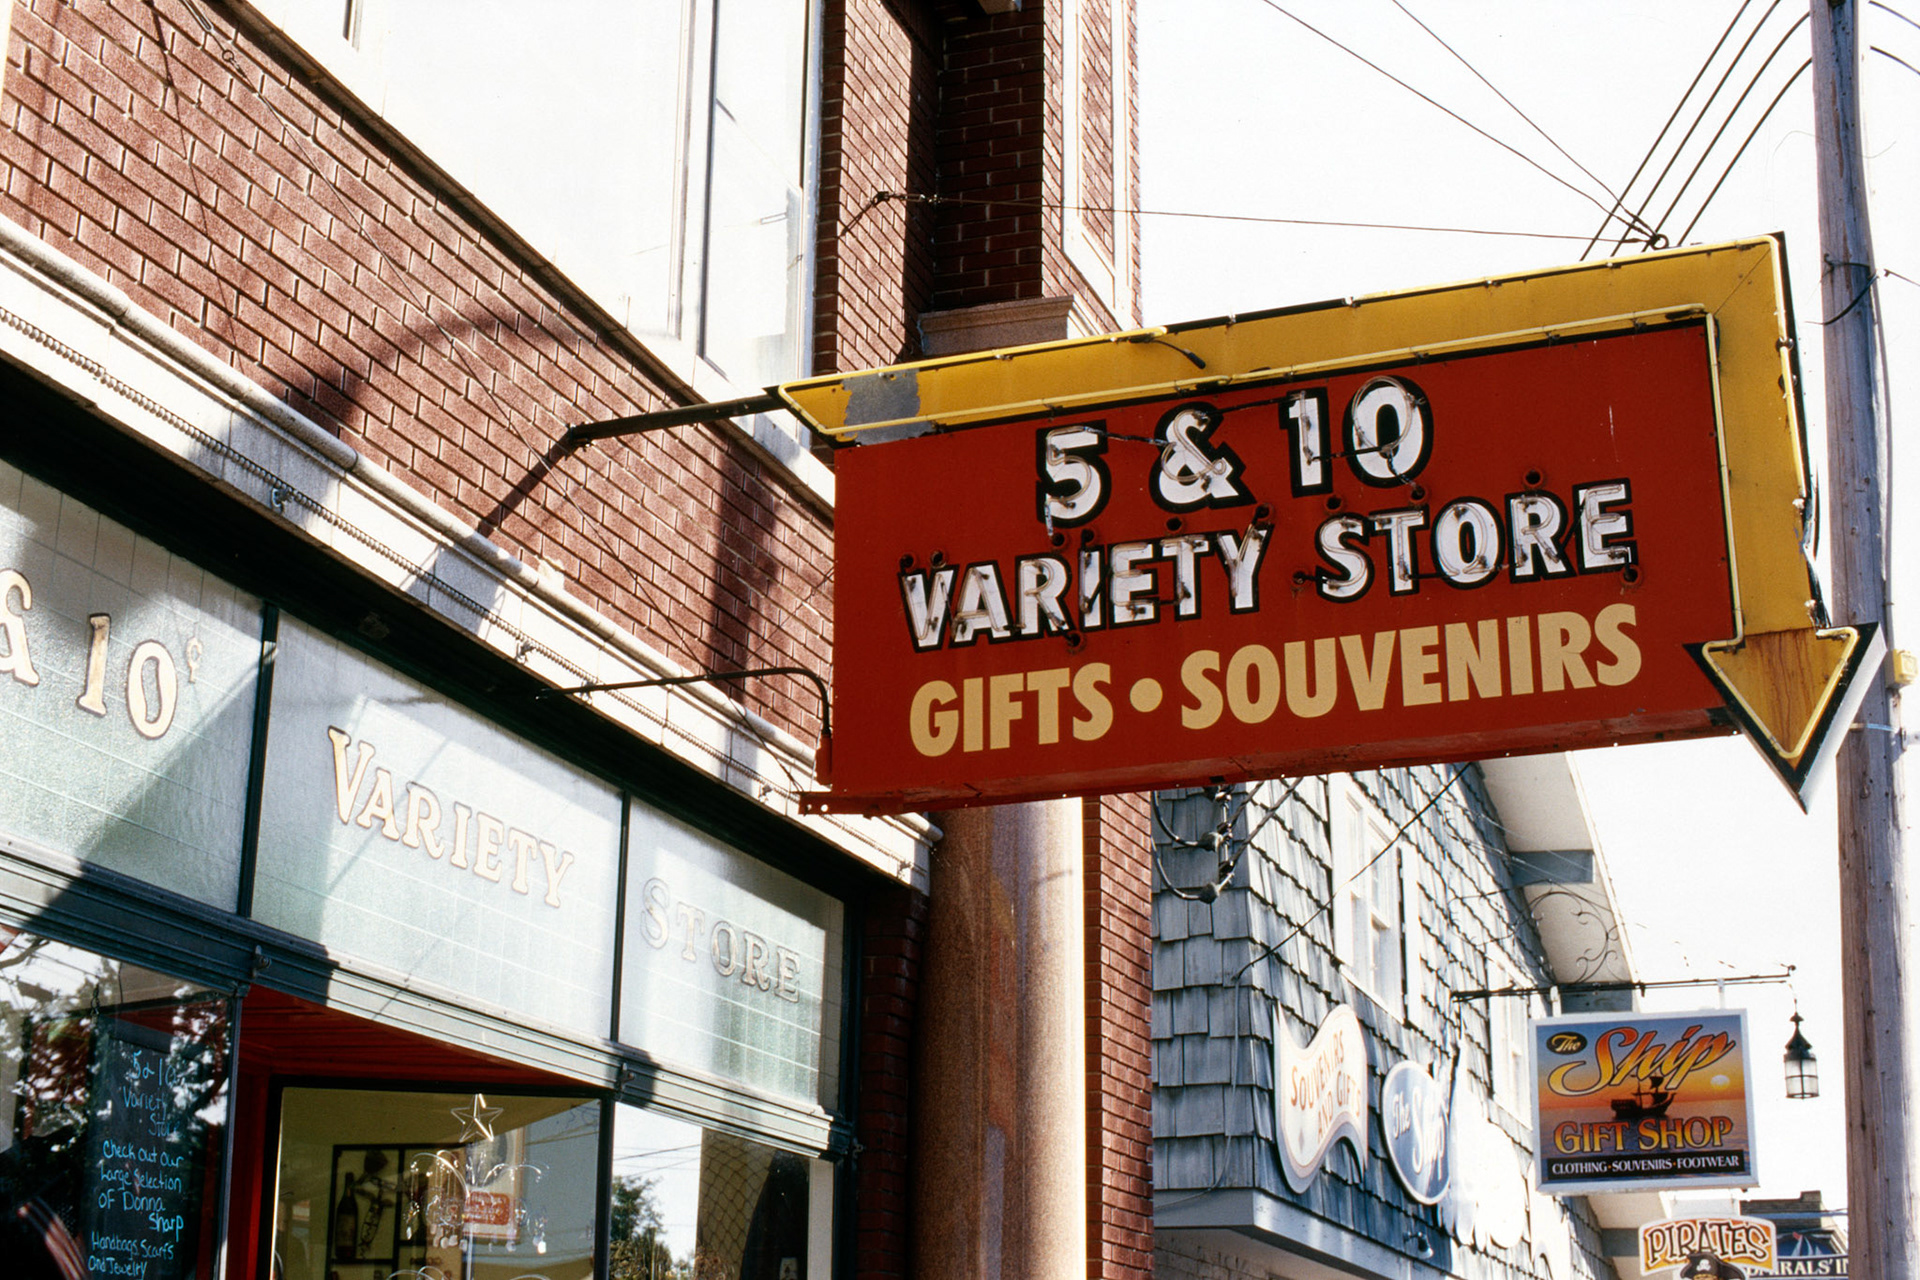 5 & 10
VARIETY STORE
GIFTS • SOUVENIRS
& 10¢
VARIETY
STORE
5 & 10
Variety
Store
Check out our
Large Selection
of Donna
Sharp
Handbags, Scarfs
and Jewelry
SOUVENIRS
AND GIFTS
The Ship
The
Ship
GIFT SHOP
CLOTHING • SOUVENIRS • FOOTWEAR
PIRATES